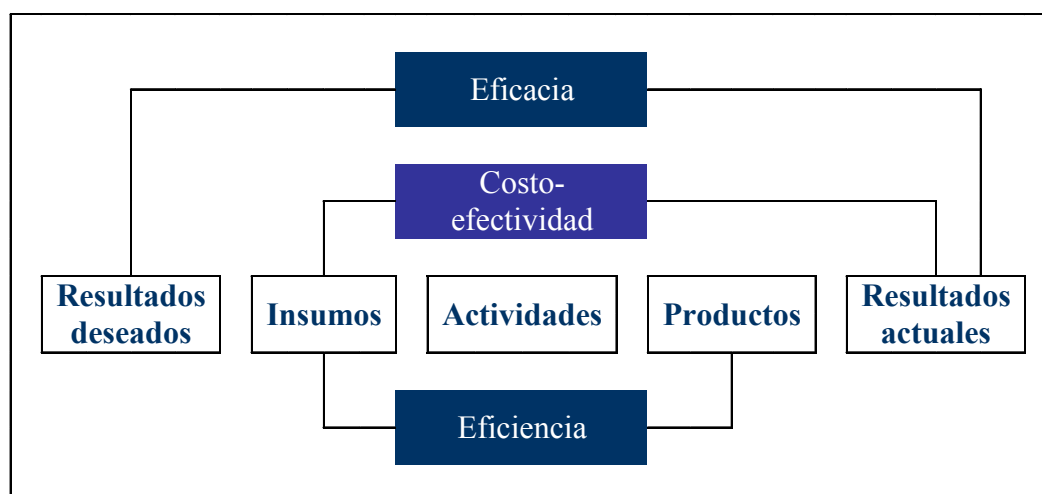 Eficacia
Costo-
efectividad
Resultados
deseados
Insumos
Actividades
Productos
Resultados
actuales
Eficiencia